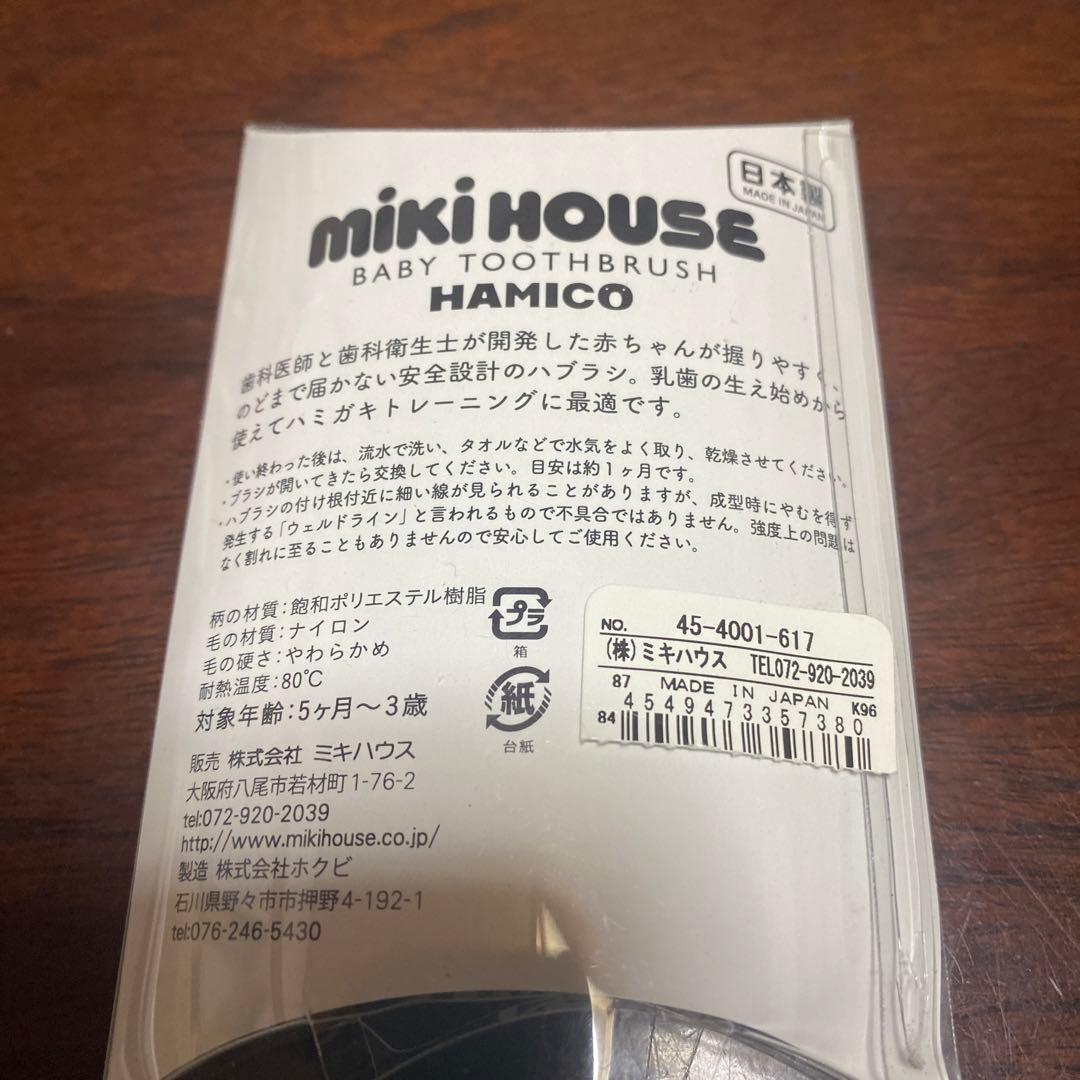 日本製
MADE IN JAPAN
miki HOUSE
BABY TOOTHBRUSH
HAMICO
歯科医師と歯科衛生士が開発した赤ちゃんが握りやすく、
のどまで届かない安全設計のハブラシ。乳歯の生え始めから
使えてハミガキトレーニングに最適です。
・使い終わった後は、流水で洗い、タオルなどで水気をよく取り、乾燥させてください。
・ブラシが開いてきたら交換してください。目安は約1ヶ月です。
・ハブラシの付け根付近に細い線が見られることがありますが、成型時にやむを得ず
発生する「ウェルドライン」と言われるもので不具合ではありません。強度上の問題は
なく割れに至ることもありませんので安心してご使用ください。
柄の材質：飽和ポリエステル樹脂
毛の材質：ナイロン
毛の硬さ：やわらかめ
耐熱温度：80℃
対象年齢：5ヶ月～3歳
プラ
箱
紙
台紙
販売 株式会社 ミキハウス
大阪府八尾市若林町1-76-2
tel:072-920-2039
http://www.mikihouse.co.jp/
製造 株式会社ホクビ
石川県野々市市押野4-192-1
tel:076-246-5430
NO. 45-4001-617
(株)ミキハウス TEL072-920-2039
87 MADE IN JAPAN K96
4549473357380
84